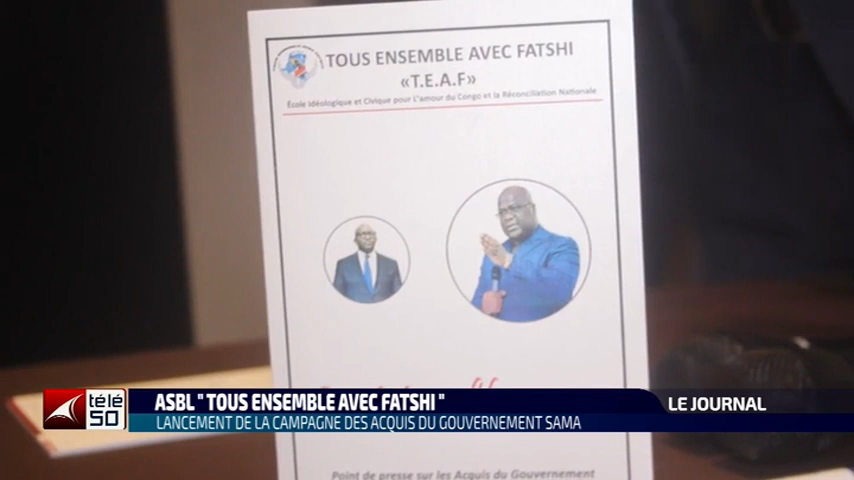 TOUS ENSEMBLE AVEC FATSHI
«T.E.A.F»
École Idéologique et Civique pour L'amour du Congo et la Réconciliation Nationale
Point de presse sur les Acquis du Gouvernement
télé
50
ASBL " TOUS ENSEMBLE AVEC FATSHI "
LANCEMENT DE LA CAMPAGNE DES ACQUIS DU GOUVERNEMENT SAMA
LE JOURNAL